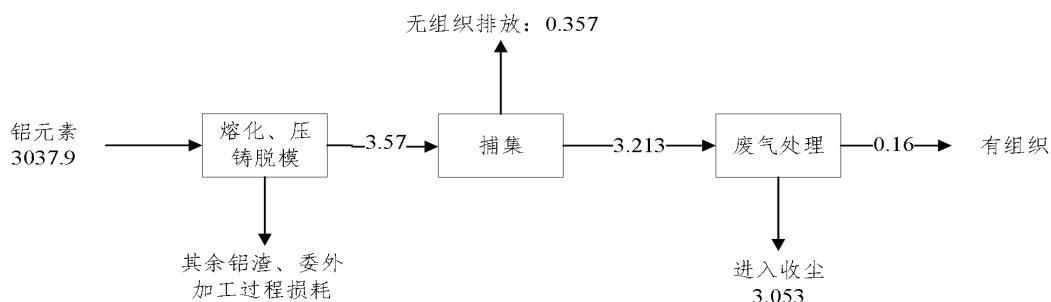 无组织排放：0.357
铝元素
3037.9
熔化、压
铸脱模
3.57
捕集
3.213
废气处理
0.16
有组织
其余铝渣、委外
加工过程损耗
进入收尘
3.053